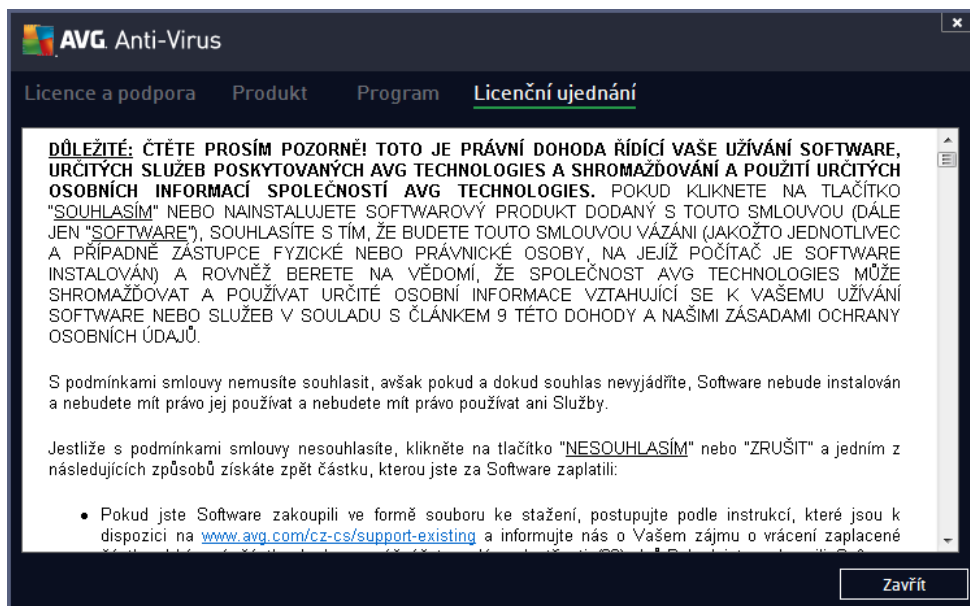 AVG. Anti-Virus
Licence a podpora Produkt Program Licenční ujednání
DŮLEŽITÉ: ČTĚTE PROSÍM POZORNĚ! TOTO JE PRÁVNÍ DOHODA ŘÍDÍCÍ VAŠE UŽÍVÁNÍ SOFTWARE,
URČITÝCH SLUŽEB POSKYTOVANÝCH AVG TECHNOLOGIES A SHROMAŽĎOVÁNÍ A POUŽITÍ URČITÝCH
OSOBNÍCH INFORMACÍ SPOLEČNOSTÍ AVG TECHNOLOGIES. POKUD KLIKNETE NA TLAČÍTKO
"SOUHLASÍM" NEBO NAINSTALUJETE SOFTWAROVÝ PRODUKT DODANÝ S TOUTO SMLOUVOU (DÁLE
JEN "SOFTWARE"), SOUHLASÍTE S TÍM, ŽE BUDETE TOUTO SMLOUVOU VÁZÁNI (JAKOŽTO JEDNOTLIVEC
A PŘÍPADNĚ ZÁSTUPCE FYZICKÉ NEBO PRÁVNICKÉ OSOBY, NA JEJÍŽ POČÍTAČ JE SOFTWARE
INSTALOVÁN) A ROVNĚŽ BERETE NA VĚDOMÍ, ŽE SPOLEČNOST AVG TECHNOLOGIES MŮŽE
SHROMAŽĎOVAT A POUŽÍVAT URČITÉ OSOBNÍ INFORMACE VZTAHUJÍCÍ SE K VAŠEMU UŽÍVÁNÍ
SOFTWARE NEBO SLUŽEB V SOULADU S ČLÁNKEM 9 TÉTO DOHODY A NAŠIMI ZÁSADAMI OCHRANY
OSOBNÍCH ÚDAJŮ.
S podmínkami smlouvy nemusíte souhlasit, avšak pokud a dokud souhlas nevyjádříte, Software nebude instalován
a nebudete mít právo jej používat a nebudete mít právo používat ani Služby.
Jestliže s podmínkami smlouvy nesouhlasíte, klikněte na tlačítko "NESOUHLASÍM" nebo "ZRUŠIT" a jedním z
následujících způsobů získáte zpět částku, kterou jste za Software zaplatili:
• Pokud jste Software zakoupili ve formě souboru ke stažení, postupujte podle instrukcí, které jsou k
dispozici na www.avg.com/cz-cs/support-existing a informujte nás o Vašem zájmu o vrácení zaplacené
Zavřít